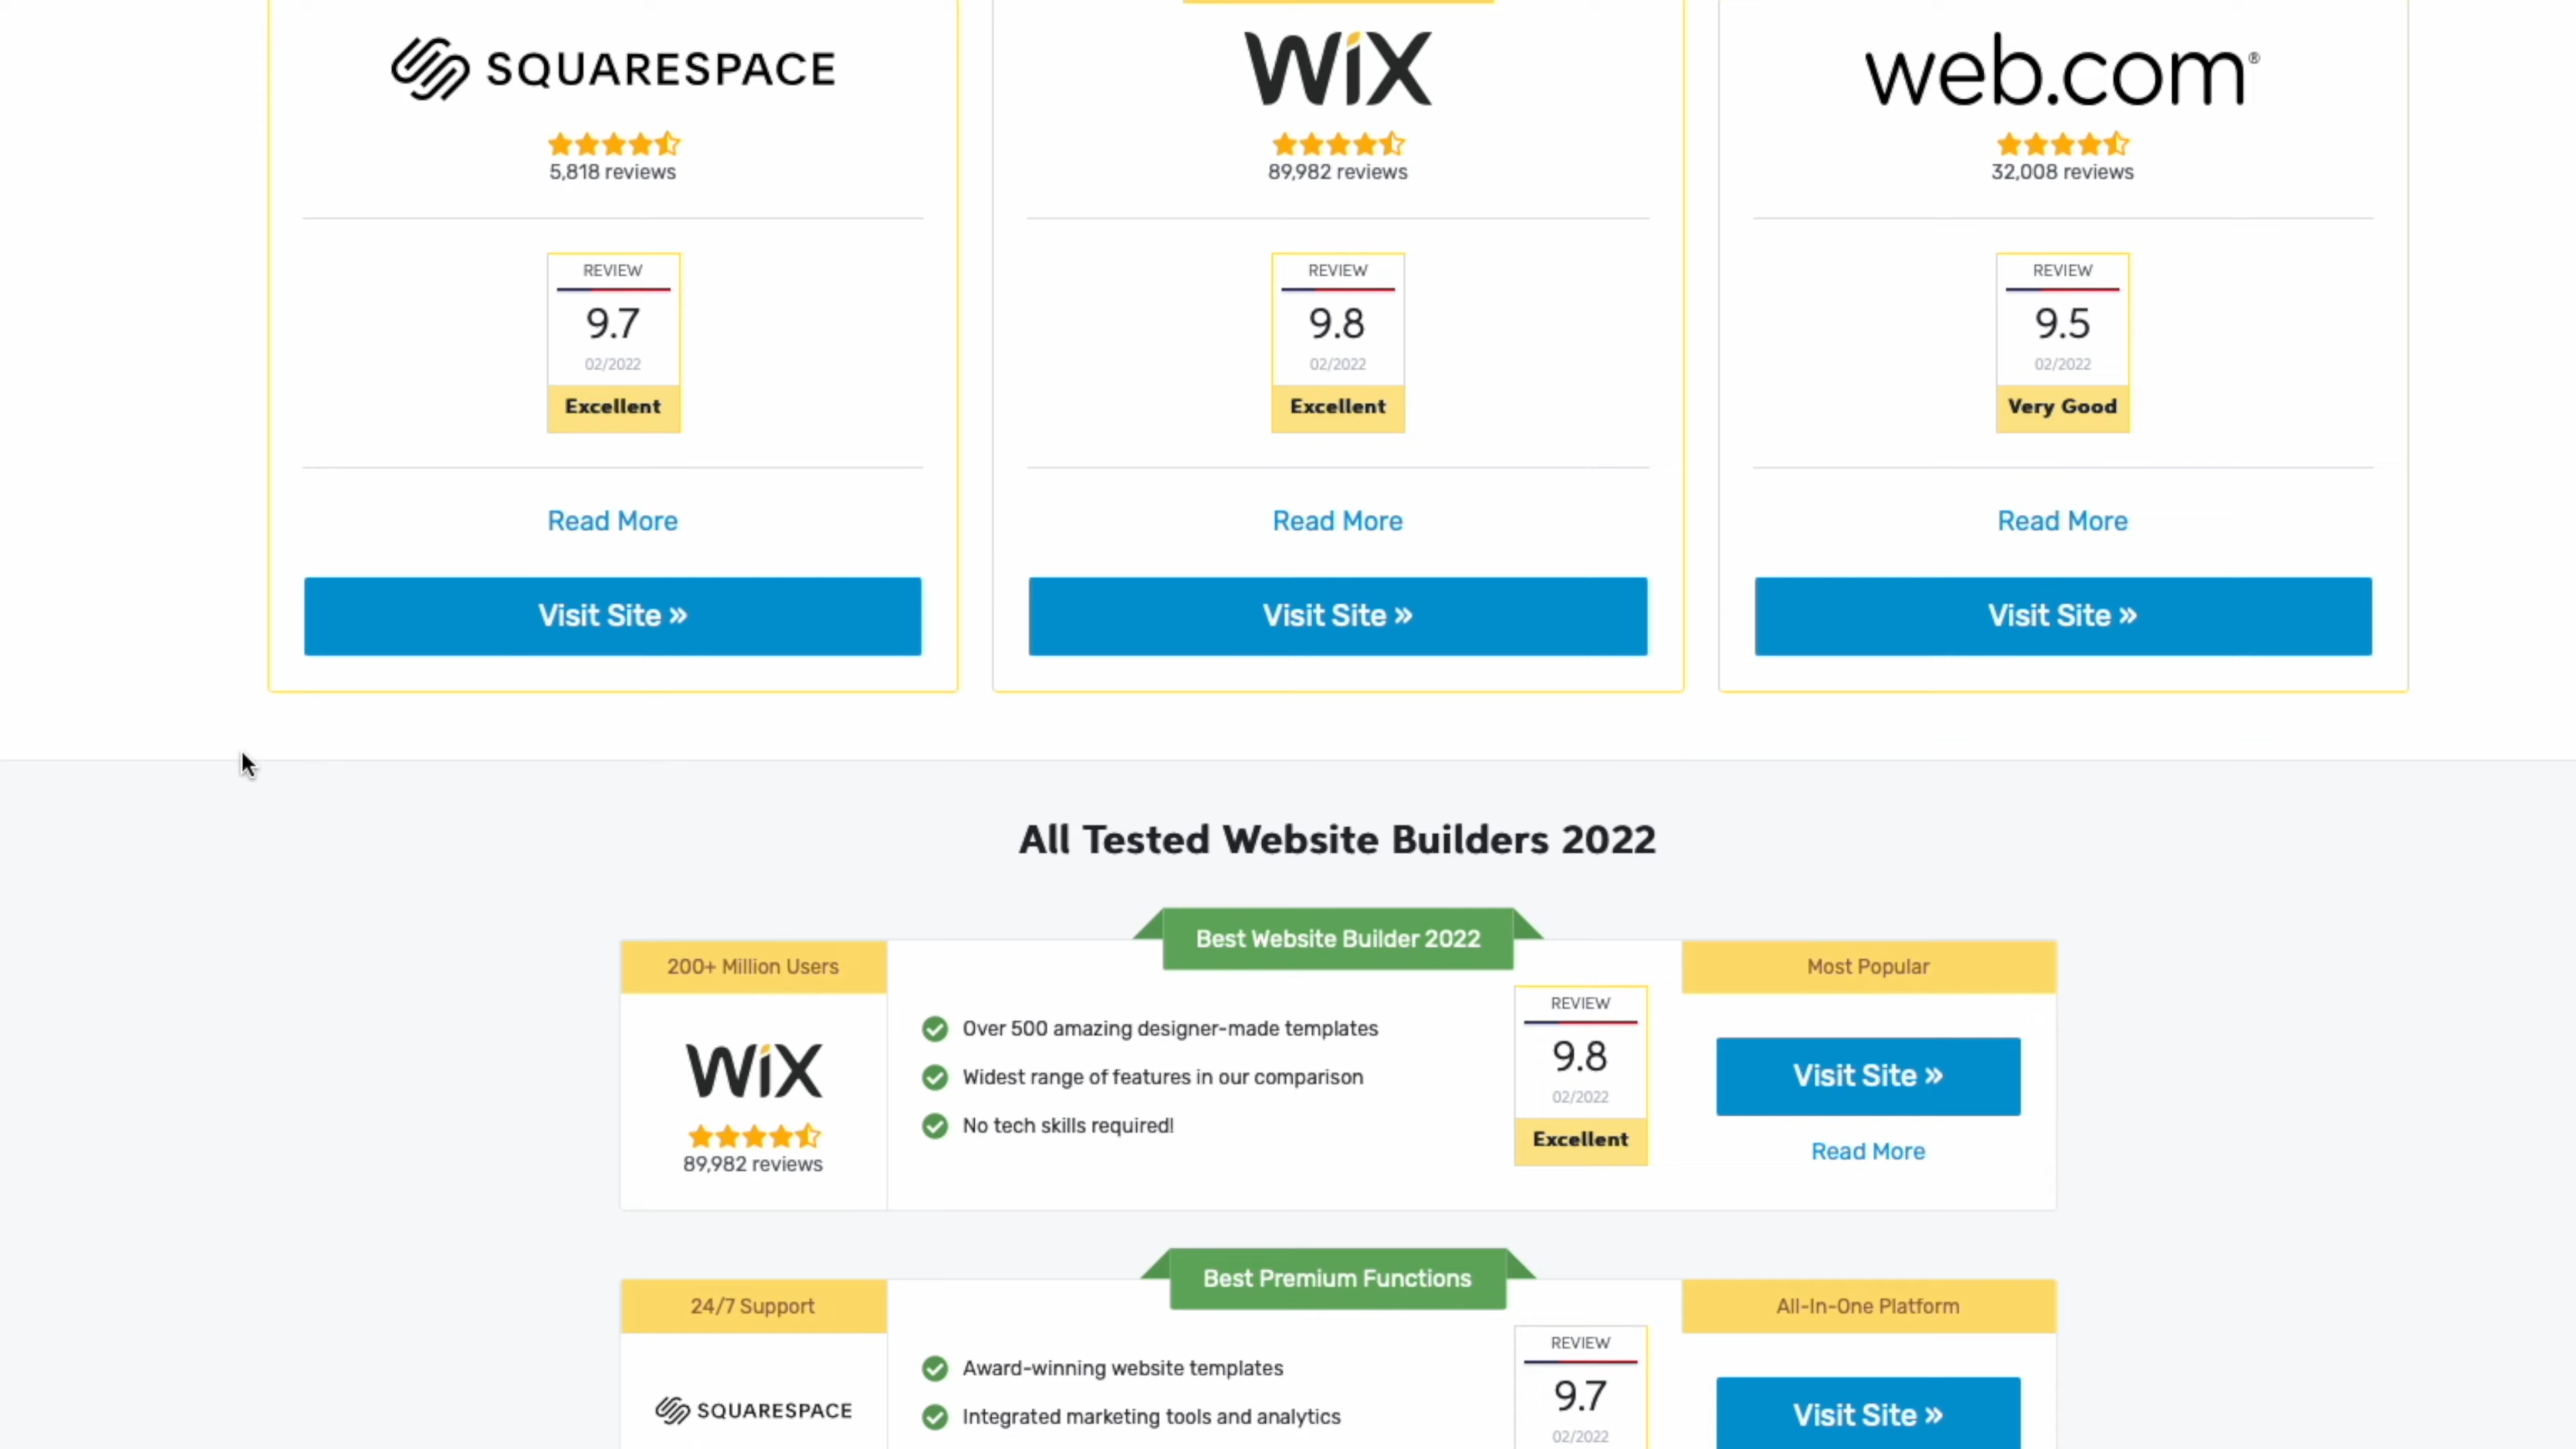 SQUARESPACE
5,818 reviews
REVIEW
9.7
02/2022
Excellent
Read More
Visit Site »
WiX
89,982 reviews
REVIEW
9.8
02/2022
Excellent
Read More
Visit Site »
web.com®
32,008 reviews
REVIEW
9.5
02/2022
Very Good
Read More
Visit Site »
All Tested Website Builders 2022
Best Website Builder 2022
200+ Million Users
WiX
89,982 reviews
Over 500 amazing designer-made templates
Widest range of features in our comparison
No tech skills required!
REVIEW
9.8
02/2022
Excellent
Most Popular
Visit Site »
Read More
Best Premium Functions
24/7 Support
SQUARESPACE
Award-winning website templates
Integrated marketing tools and analytics
REVIEW
9.7
02/2022
All-In-One Platform
Visit Site »